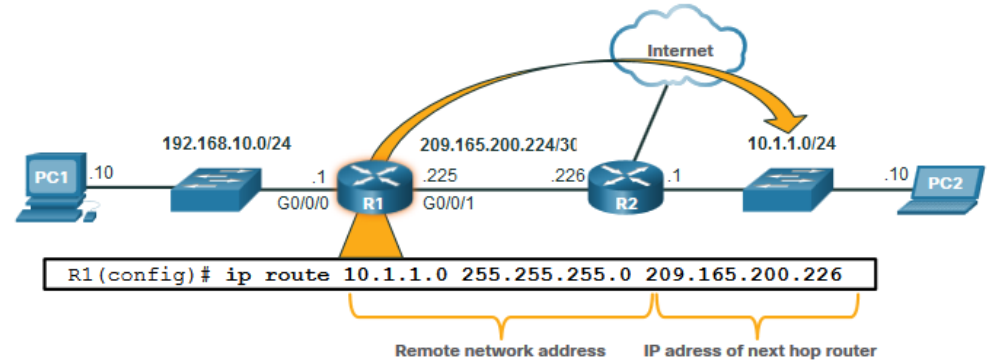 Internet
192.168.10.0/24
209.165.200.224/30
10.1.1.0/24
PC1
.10
.1
G0/0/0
R1
.225
G0/0/1
.226
R2
.1
.10
PC2
R1(config)# ip route 10.1.1.0 255.255.255.0 209.165.200.226
Remote network address
IP adress of next hop router